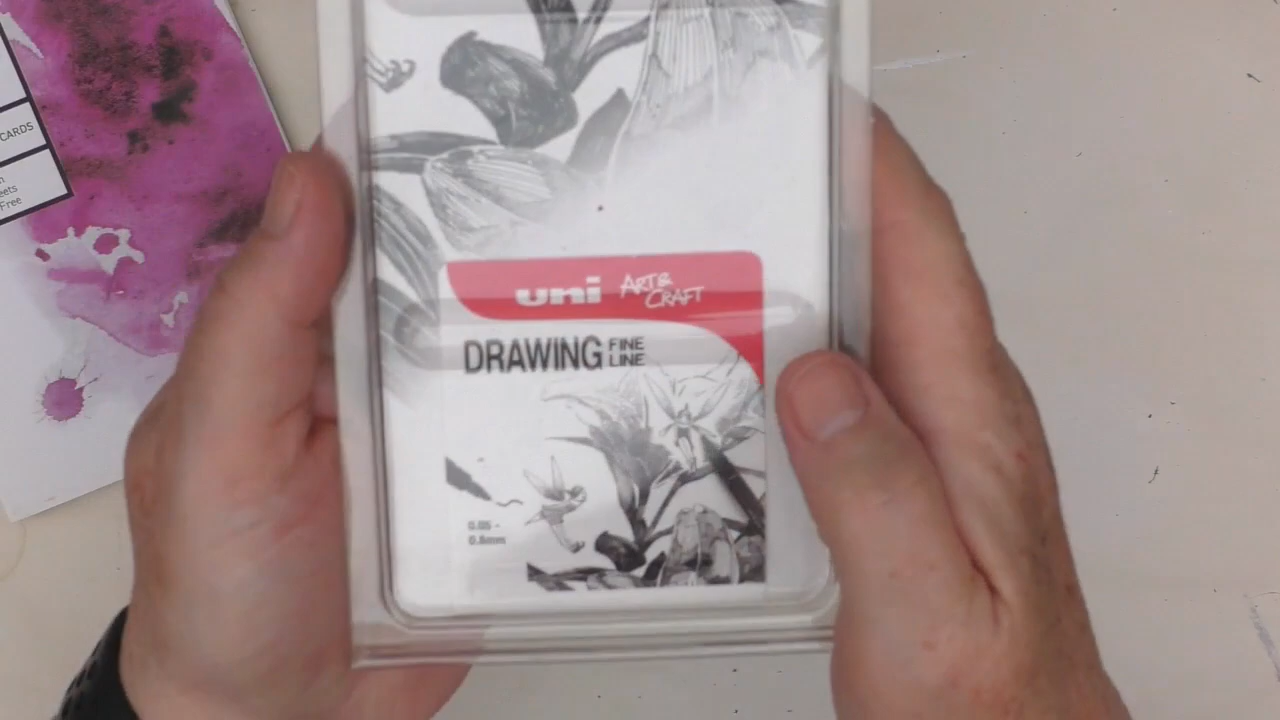 CARDS
Free
uni ART & CRAFT
DRAWING FINE LINE
0.05 -
0.8mm